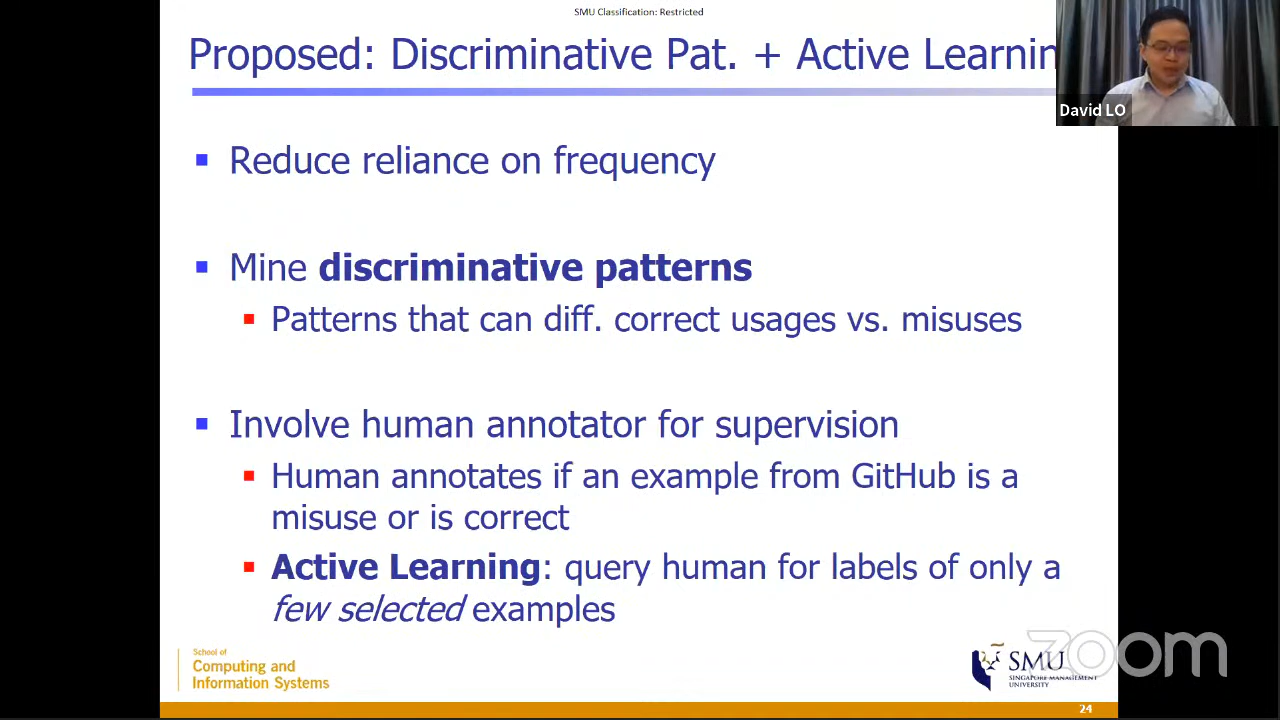 SMU Classification: Restricted
Proposed: Discriminative Pat. + Active Learnin
David LO
Reduce reliance on frequency
Mine discriminative patterns
Patterns that can diff. correct usages vs. misuses
Involve human annotator for supervision
Human annotates if an example from GitHub is a
misuse or is correct
Active Learning: query human for labels of only a
few selected examples
School of
Computing and
Information Systems
SMU
SINGAPORE MANAGEMENT
UNIVERSITY
zoom
24